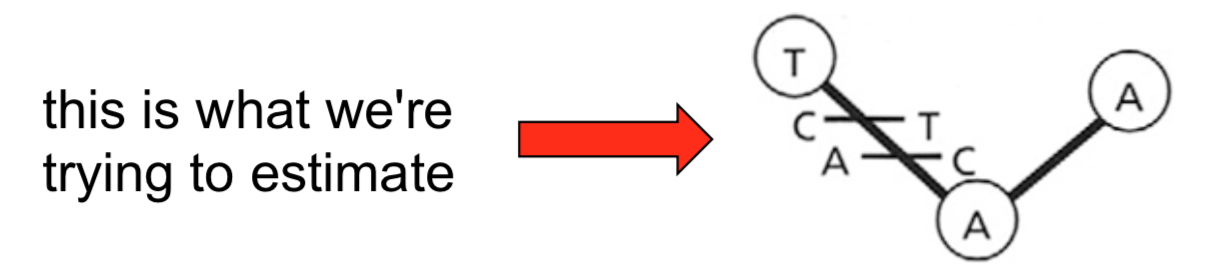 this is what we're
trying to estimate
T
A
C T
A C
A